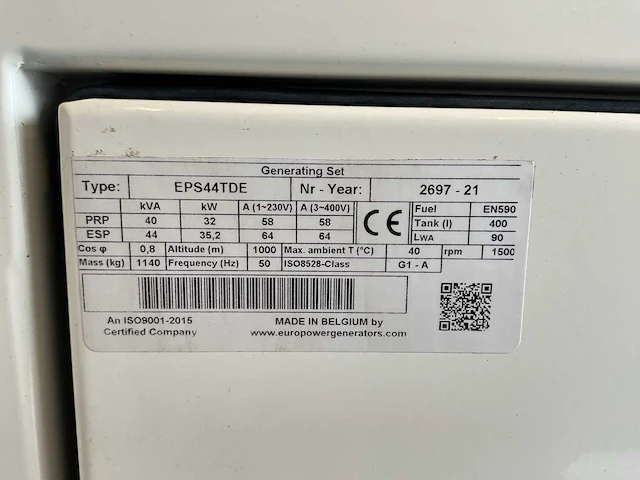 Generating Set
Type: EPS44TDE Nr - Year: 2697 - 21
kVA kW A (1~230V) A (3~400V) CE Fuel EN590
PRP 40 32 58 58 Tank (l) 400
ESP 44 35,2 64 64 LWA 90
Cos φ 0,8 Altitude (m) 1000 Max. ambient T (°C) 40 rpm 1500
Mass (kg) 1140 Frequency (Hz) 50 ISO8528-Class G1 - A
An ISO9001-2015 MADE IN BELGIUM by
Certified Company www.europowergenerators.com